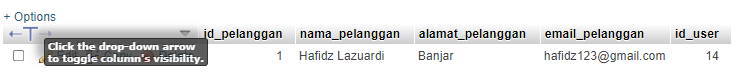 + Options
id_pelanggan nama_pelanggan alamat_pelanggan email_pelanggan id_user
Click the drop-down arrow
to toggle column's visibility.
1 Hafidz Lazuardi Banjar hafidz123@gmail.com 14